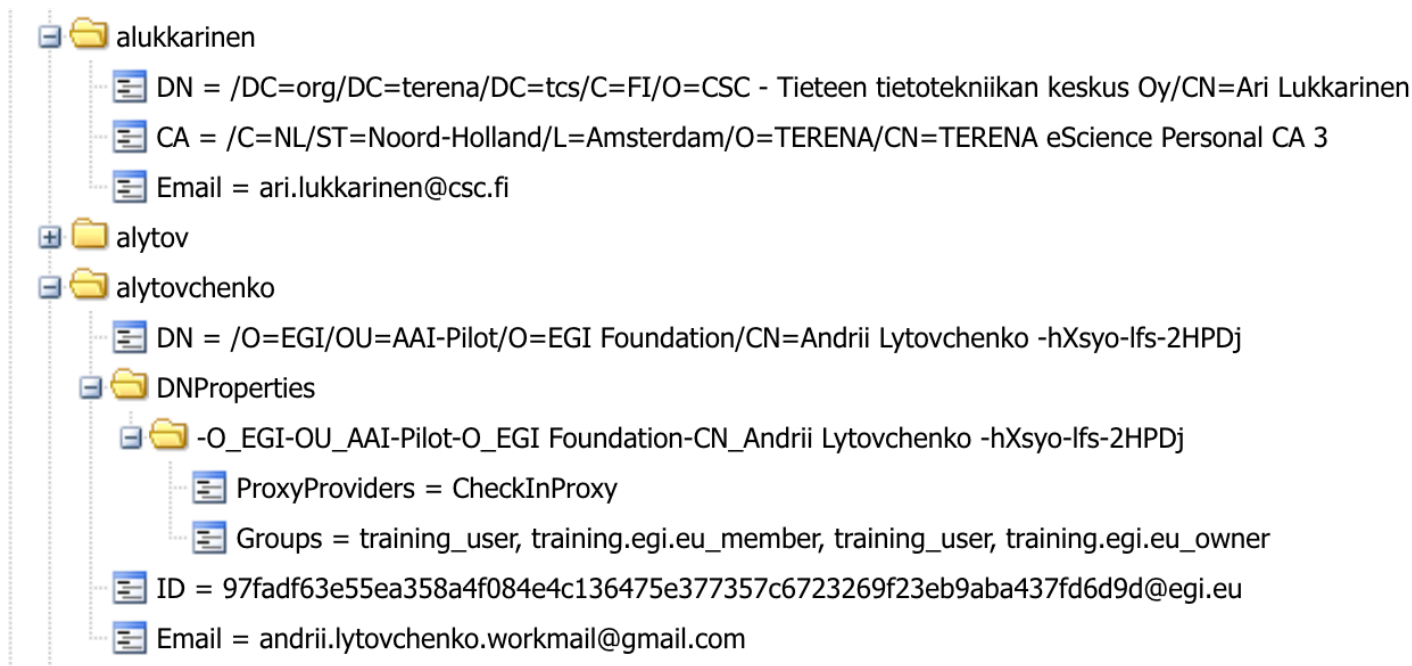 alukkarinen
DN = /DC=org/DC=terena/DC=tcs/C=FI/O=CSC - Tieteen tietotekniikan keskus Oy/CN=Ari Lukkarinen
CA = /C=NL/ST=Noord-Holland/L=Amsterdam/O=TERENA/CN=TERENA eScience Personal CA 3
Email = ari.lukkarinen@csc.fi
alytov
alytovchenko
DN = /O=EGI/OU=AAI-Pilot/O=EGI Foundation/CN=Andrii Lytovchenko -hXsyo-lfs-2HPDj
DNProperties
-O_EGI-OU_AAI-Pilot-O_EGI Foundation-CN_Andrii Lytovchenko -hXsyo-lfs-2HPDj
ProxyProviders = CheckInProxy
Groups = training_user, training.egi.eu_member, training_user, training.egi.eu_owner
ID = 97fadf63e55ea358a4f084e4c136475e377357c6723269f23eb9aba437fd6d9d@egi.eu
Email = andrii.lytovchenko.workmail@gmail.com